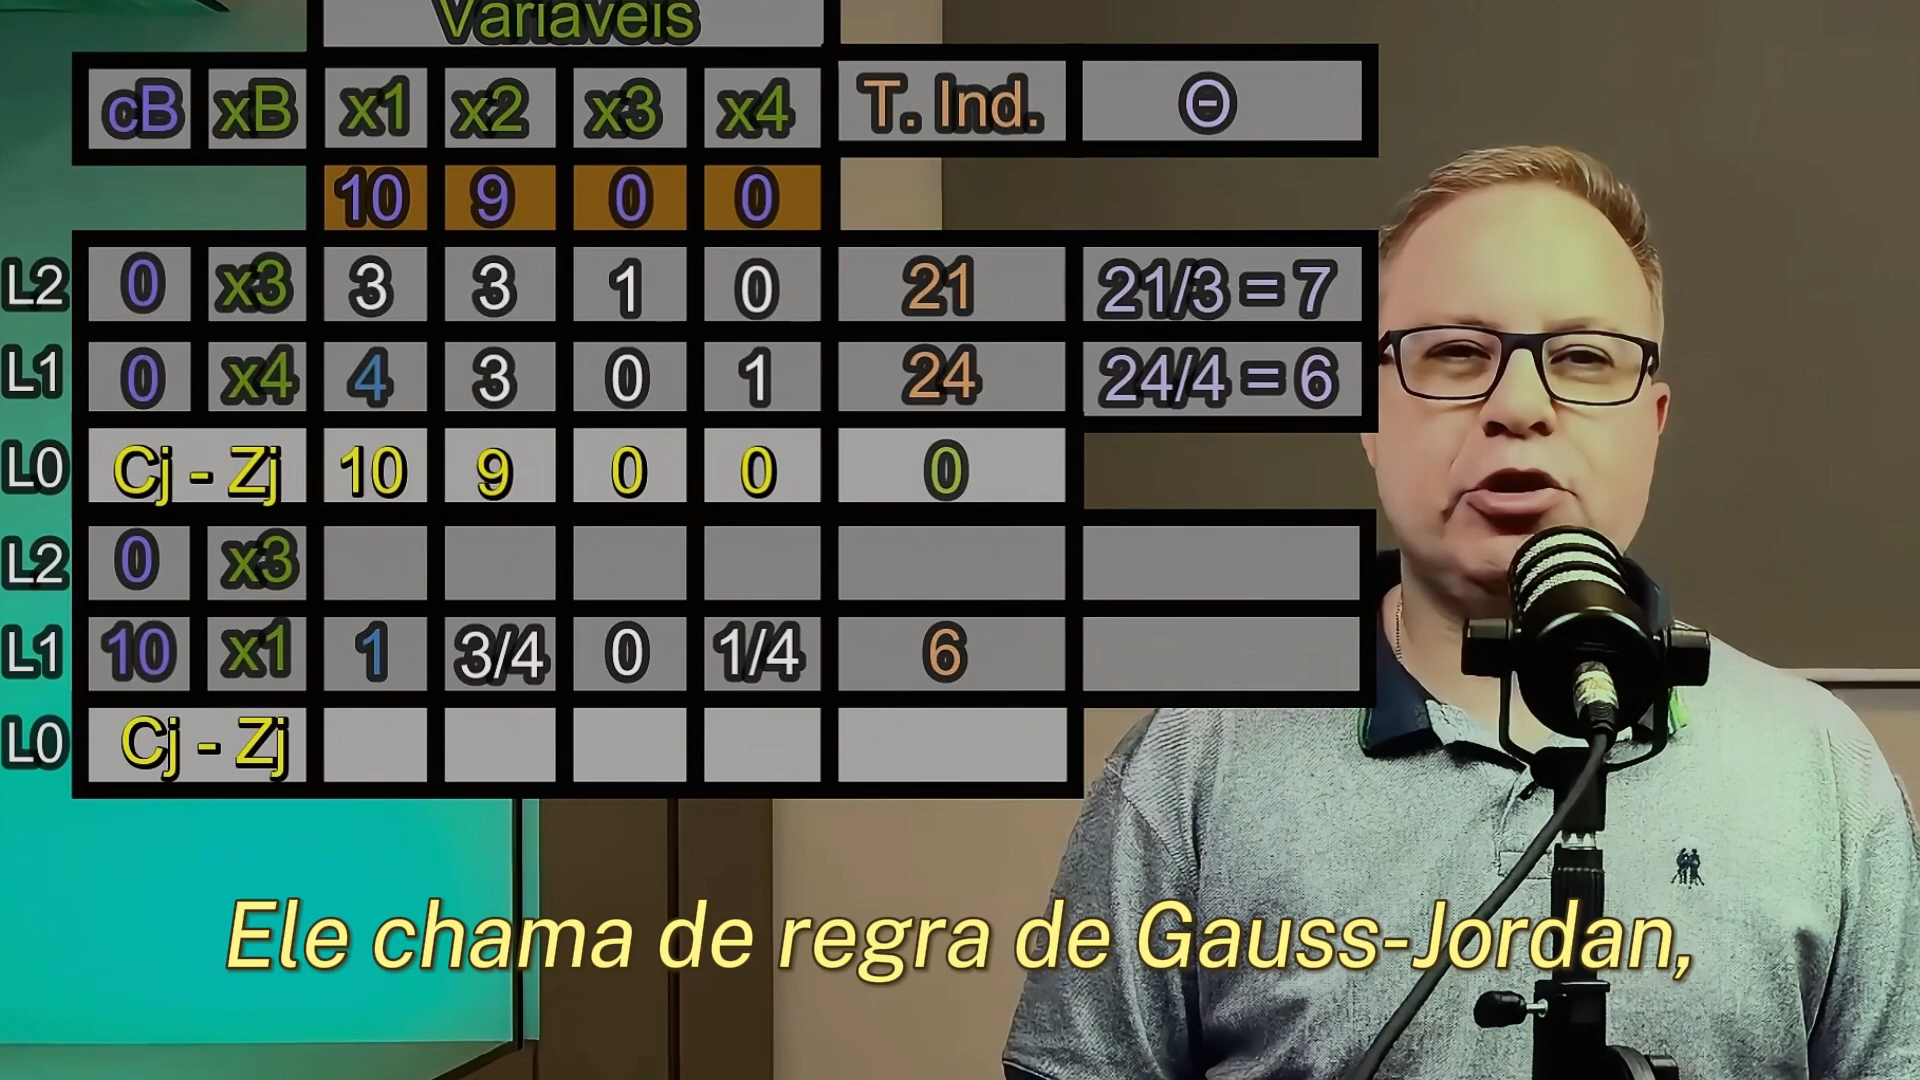 Variáveis
cB xB x1 x2 x3 x4 T. Ind. Θ
10 9 0 0
L2 0 x3 3 3 1 0 21 21/3 = 7
L1 0 x4 4 3 0 1 24 24/4 = 6
L0 Cj - Zj 10 9 0 0 0
L2 0 x3
L1 10 x1 1 3/4 0 1/4 6
L0 Cj - Zj
Ele chama de regra de Gauss-Jordan,